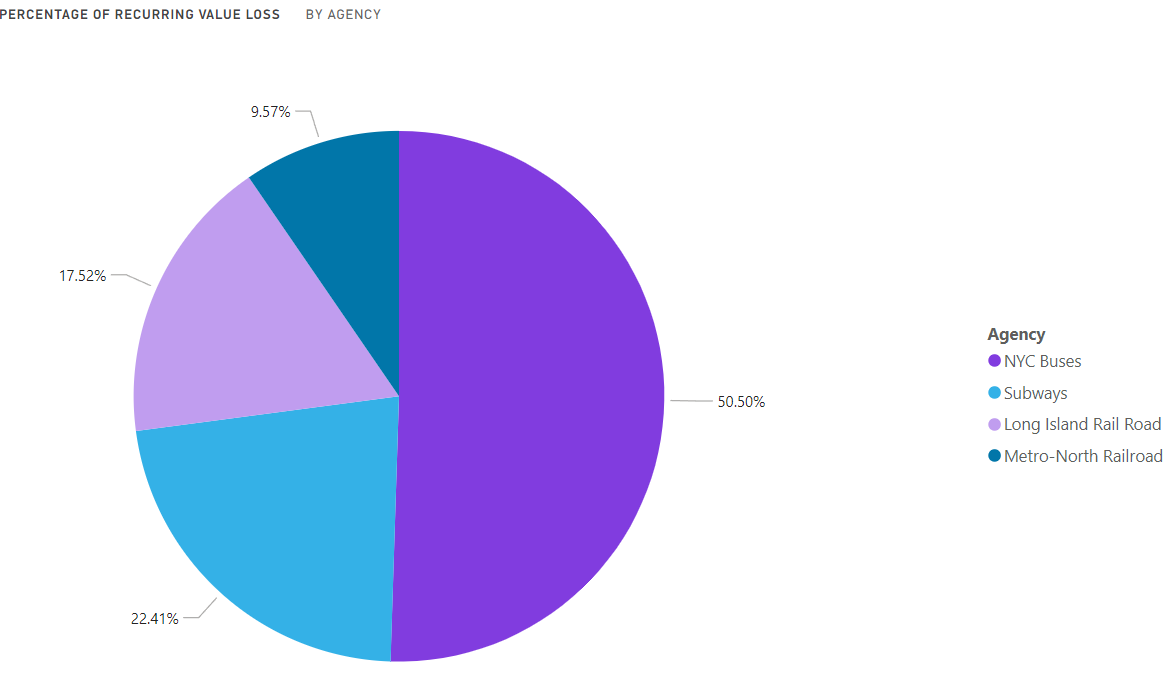 PERCENTAGE OF RECURRING VALUE LOSS BY AGENCY
9.57%
17.52%
50.50%
22.41%
Agency
NYC Buses
Subways
Long Island Rail Road
Metro-North Railroad